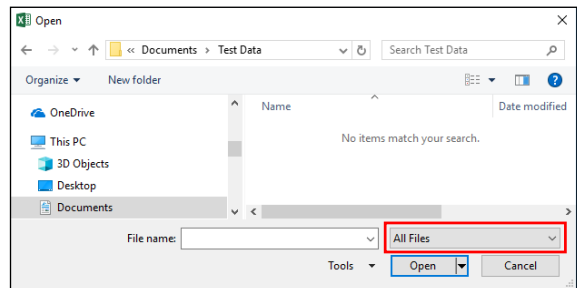 Open
« Documents > Test Data
Search Test Data
Organize
New folder
Name
Date modified
OneDrive
This PC
3D Objects
Desktop
Documents
No items match your search.
File name:
All Files
Tools
Open
Cancel